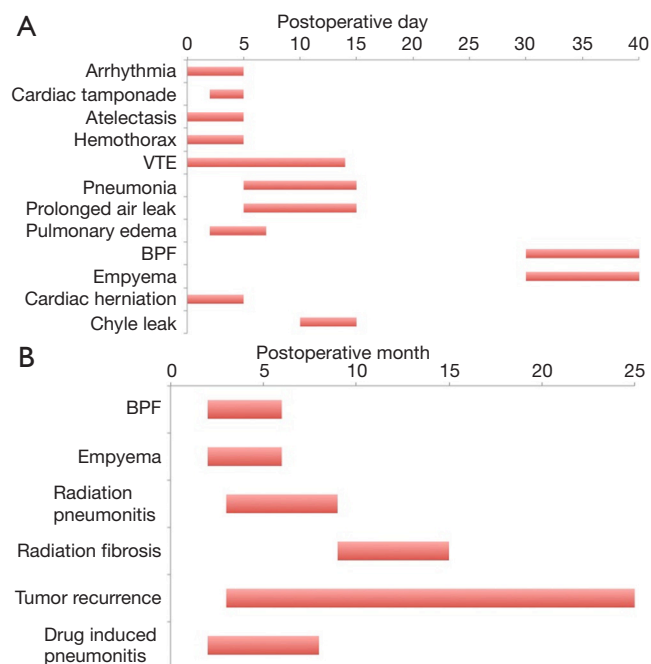 A
Postoperative day
0 5 10 15 20 25 30 35 40
Arrhythmia
Cardiac tamponade
Atelectasis
Hemothorax
VTE
Pneumonia
Prolonged air leak
Pulmonary edema
BPF
Empyema
Cardiac herniation
Chyle leak
B
Postoperative month
0 5 10 15 20 25
BPF
Empyema
Radiation
pneumonitis
Radiation fibrosis
Tumor recurrence
Drug induced
pneumonitis